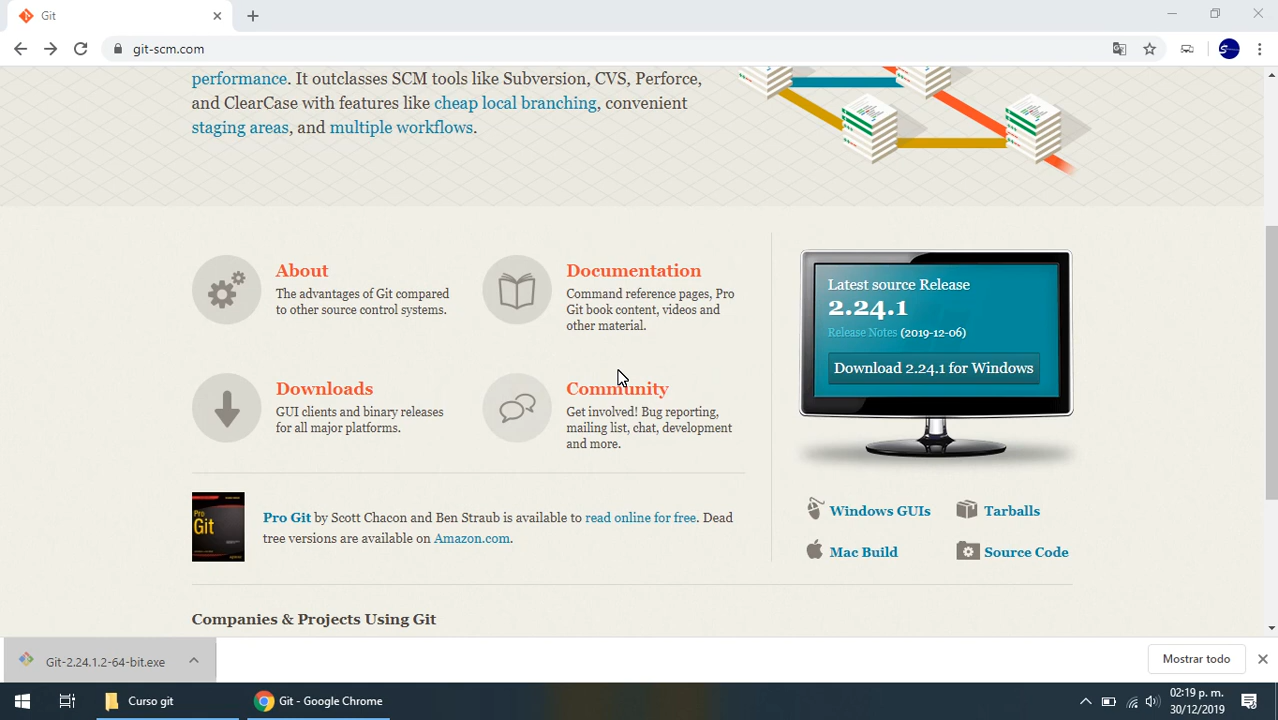 Git
git-scm.com
performance. It outclasses SCM tools like Subversion, CVS, Perforce,
and ClearCase with features like cheap local branching, convenient
staging areas, and multiple workflows.
About
The advantages of Git compared
to other source control systems.
Documentation
Command reference pages, Pro
Git book content, videos and
other material.
Downloads
GUI clients and binary releases
for all major platforms.
Community
Get involved! Bug reporting,
mailing list, chat, development
and more.
Latest source Release
2.24.1
Release Notes (2019-12-06)
Download 2.24.1 for Windows
Windows GUIs
Tarballs
Mac Build
Source Code
Pro
Git
Pro Git by Scott Chacon and Ben Straub is available to read online for free. Dead
tree versions are available on Amazon.com.
Companies & Projects Using Git
Git-2.24.1.2-64-bit.exe
Mostrar todo
Curso git
Git - Google Chrome
02:19 p. m.
30/12/2019